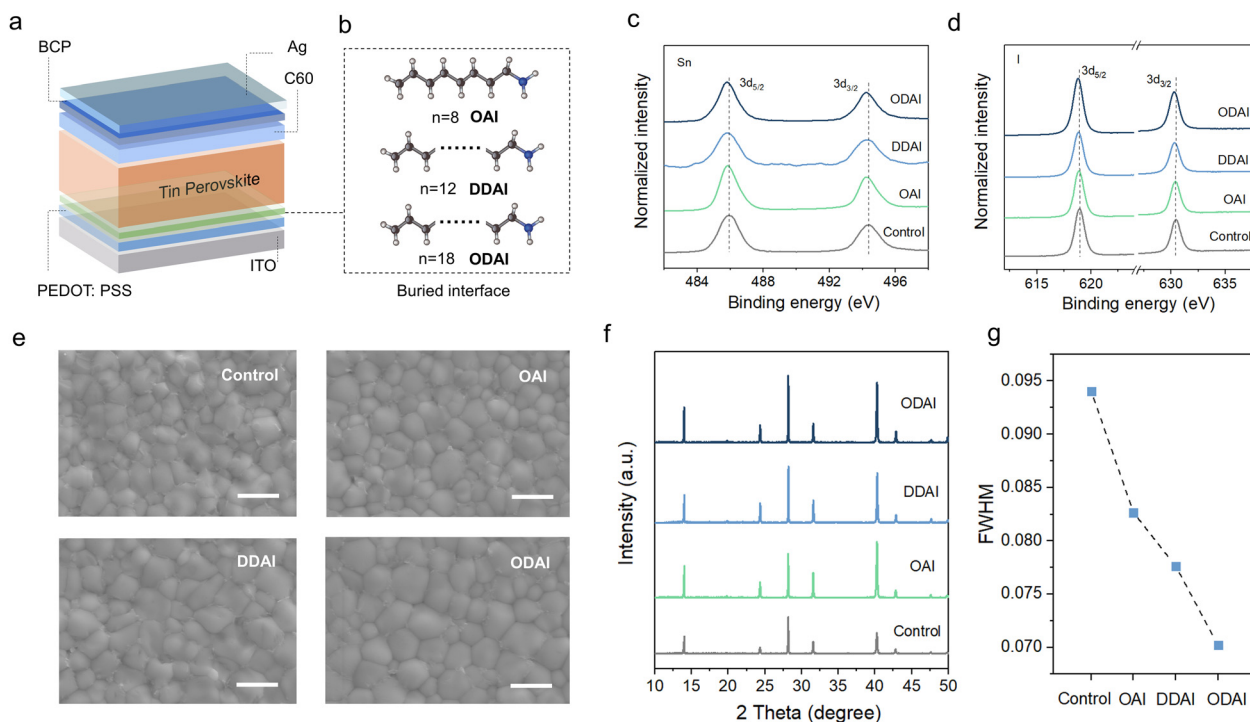 a
BCP
Ag
C60
Tin Perovskite
ITO
PEDOT: PSS
b
n=8 OAI
n=12 DDAI
n=18 ODAI
Buried interface
c
Sn
3d5/2
3d3/2
ODAI
DDAI
OAI
Control
Normalized intensity
484 488 492 496
Binding energy (eV)
d
I
3d5/2
3d3/2
ODAI
DDAI
OAI
Control
Normalized intensity
615 620 630 635
Binding energy (eV)
e
Control
OAI
DDAI
ODAI
f
ODAI
DDAI
OAI
Control
Intensity (a.u.)
10 15 20 25 30 35 40 45 50
2 Theta (degree)
g
FWHM
0.095
0.090
0.085
0.080
0.075
0.070
Control OAI DDAI ODAI